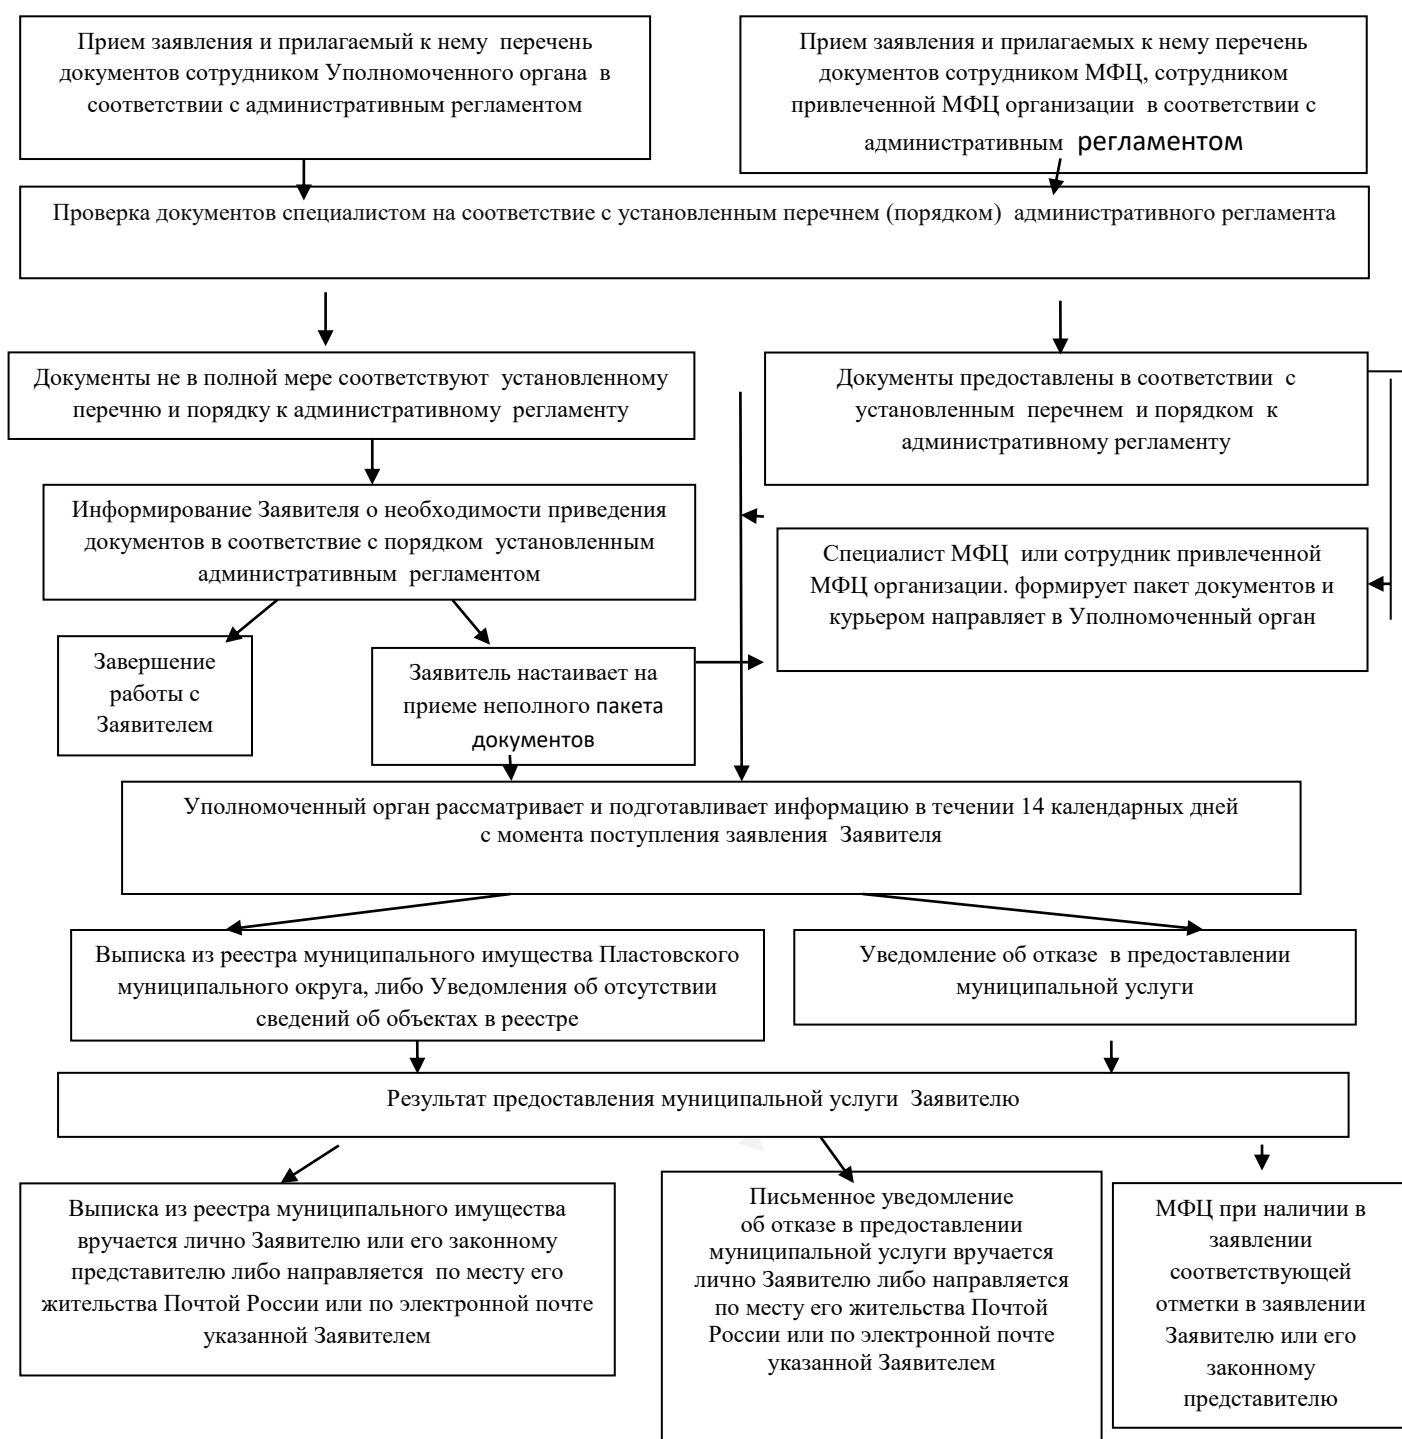 Прием заявления и прилагаемый к нему перечень
документов сотрудником Уполномоченного органа в
соответствии с административным регламентом
Прием заявления и прилагаемых к нему перечень
документов сотрудником МФЦ, сотрудником
привлеченной МФЦ организации в соответствии с
административным регламентом
Проверка документов специалистом на соответствие с установленным перечнем (порядком) административного регламента
Документы не в полной мере соответствуют установленному
перечню и порядку к административному регламенту
Документы предоставлены в соответствии с
установленным перечнем и порядком к
административному регламенту
Информирование Заявителя о необходимости приведения
документов в соответствие с порядком установленным
административным регламентом
Специалист МФЦ или сотрудник привлеченной
МФЦ организации. формирует пакет документов и
курьером направляет в Уполномоченный орган
Завершение
работы с
Заявителем
Заявитель настаивает на
приеме неполного пакета
документов
Уполномоченный орган рассматривает и подготавливает информацию в течении 14 календарных дней
с момента поступления заявления Заявителя
Выписка из реестра муниципального имущества Пластовского
муниципального округа, либо Уведомления об отсутствии
сведений об объектах в реестре
Уведомление об отказе в предоставлении
муниципальной услуги
Результат предоставления муниципальной услуги Заявителю
Выписка из реестра муниципального имущества
вручается лично Заявителю или его законному
представителю либо направляется по месту его
жительства Почтой России или по электронной почте
указанной Заявителем
Письменное уведомление
об отказе в предоставлении
муниципальной услуги вручается
лично Заявителю либо направляется
по месту его жительства Почтой
России или по электронной почте
указанной Заявителем
МФЦ при наличии в
заявлении
соответствующей
отметки в заявлении
Заявителю или его
законному
представителю